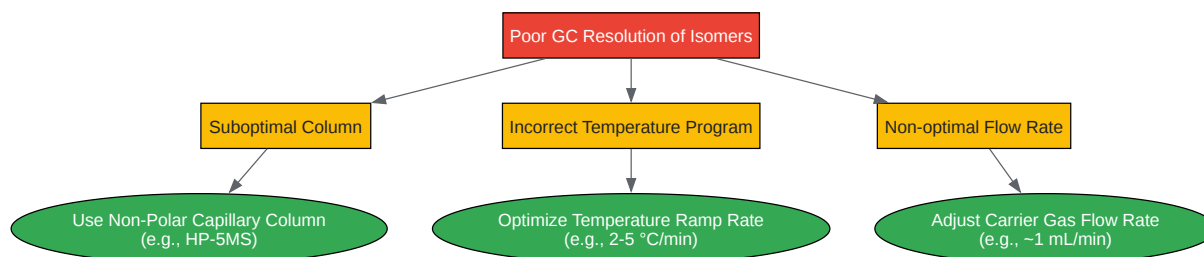 Poor GC Resolution of Isomers
Suboptimal Column
Incorrect Temperature Program
Non-optimal Flow Rate
Use Non-Polar Capillary Column
(e.g., HP-5MS)
Optimize Temperature Ramp Rate
(e.g., 2-5 °C/min)
Adjust Carrier Gas Flow Rate
(e.g., ~1 mL/min)